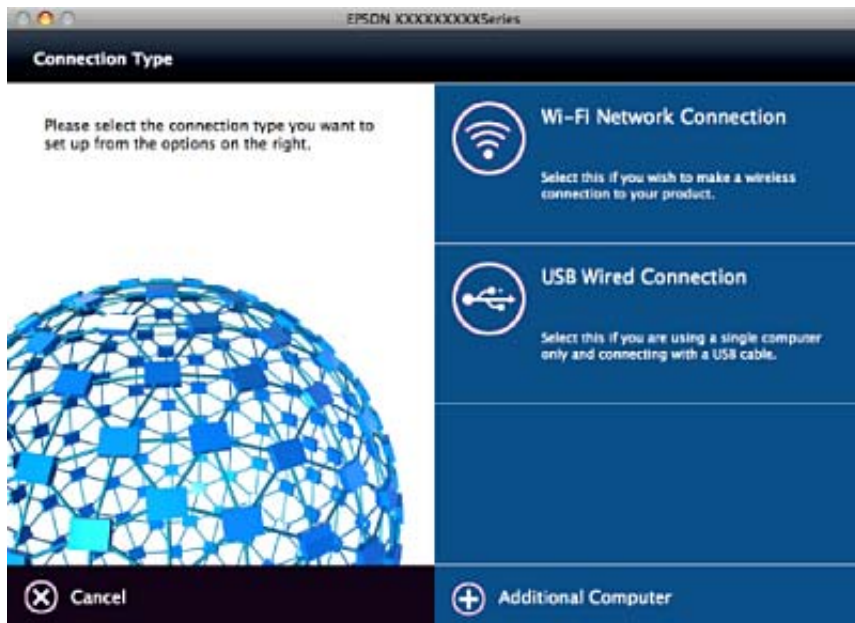 EPSON XXXXXXXXXSeries
Connection Type
Please select the connection type you want to
set up from the options on the right.
Wi-Fi Network Connection
Select this if you wish to make a wireless
connection to your product.
USB Wired Connection
Select this if you are using a single computer
only and connecting with a USB cable.
Cancel
Additional Computer